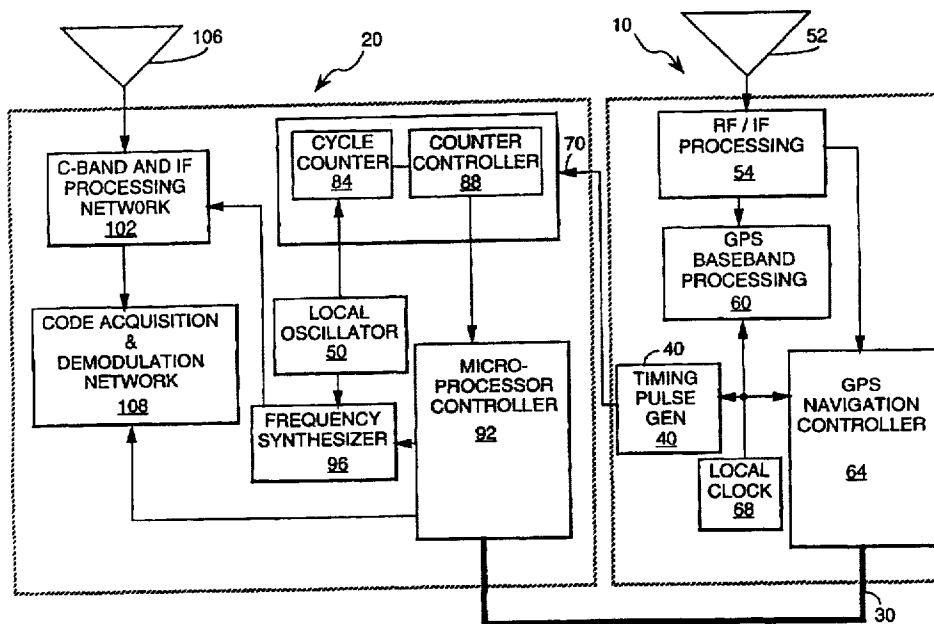 106
20
10
52
C-BAND AND IF
PROCESSING
NETWORK
102
CYCLE
COUNTER
84
COUNTER
CONTROLLER
88
70
RF / IF
PROCESSING
54
GPS
BASEBAND
PROCESSING
60
CODE ACQUISITION
&
DEMODULATION
NETWORK
108
LOCAL
OSCILLATOR
50
FREQUENCY
SYNTHESIZER
96
MICRO-
PROCESSOR
CONTROLLER
92
40
TIMING
PULSE
GEN
40
LOCAL
CLOCK
68
GPS
NAVIGATION
CONTROLLER
64
30